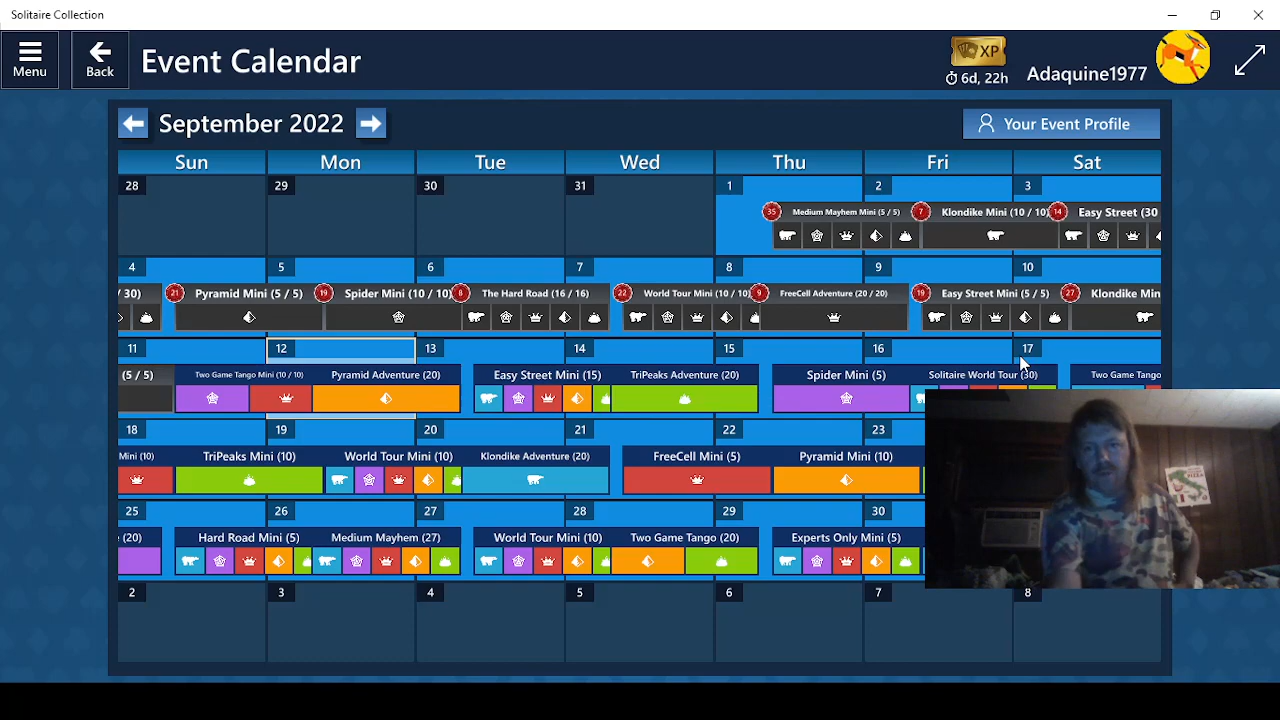 Solitaire Collection
Menu
Back
Event Calendar
XP
6d, 22h
Adaquine1977
September 2022
Your Event Profile
Sun Mon Tue Wed Thu Fri Sat
28 29 30 31 1 2 3
35 Medium Mayhem Mini (5 / 5) 7 Klondike Mini (10 / 10) 14 Easy Street (30
4 5 6 7 8 9 10
/ 30) 21 Pyramid Mini (5 / 5) 19 Spider Mini (10 / 10) 8 The Hard Road (16 / 16) 22 World Tour Mini (10 / 10) 9 FreeCell Adventure (20 / 20) 19 Easy Street Mini (5 / 5) 27 Klondike Min
11 12 13 14 15 16 17
(5 / 5) Two Game Tango Mini (10 / 10) Pyramid Adventure (20) Easy Street Mini (15) TriPeaks Adventure (20) Spider Mini (5) Solitaire World Tour (30) Two Game Tango
18 19 20 21 22 23
Mini (10) TriPeaks Mini (10) World Tour Mini (10) Klondike Adventure (20) FreeCell Mini (5) Pyramid Mini (10)
25 26 27 28 29 30
e (20) Hard Road Mini (5) Medium Mayhem (27) World Tour Mini (10) Two Game Tango (20) Experts Only Mini (5)
2 3 4 5 6 7 8
PIZZA